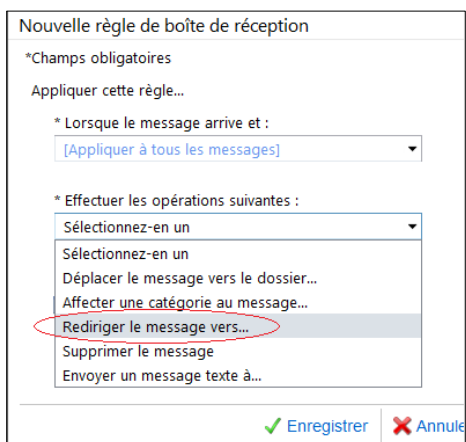 Nouvelle règle de boîte de réception
*Champs obligatoires
Appliquer cette règle...
* Lorsque le message arrive et :
[Appliquer à tous les messages]
* Effectuer les opérations suivantes :
Sélectionnez-en un
Sélectionnez-en un
Déplacer le message vers le dossier...
Affecter une catégorie au message...
Rediriger le message vers...
Supprimer le message
Envoyer un message texte à...
Enregistrer Annule